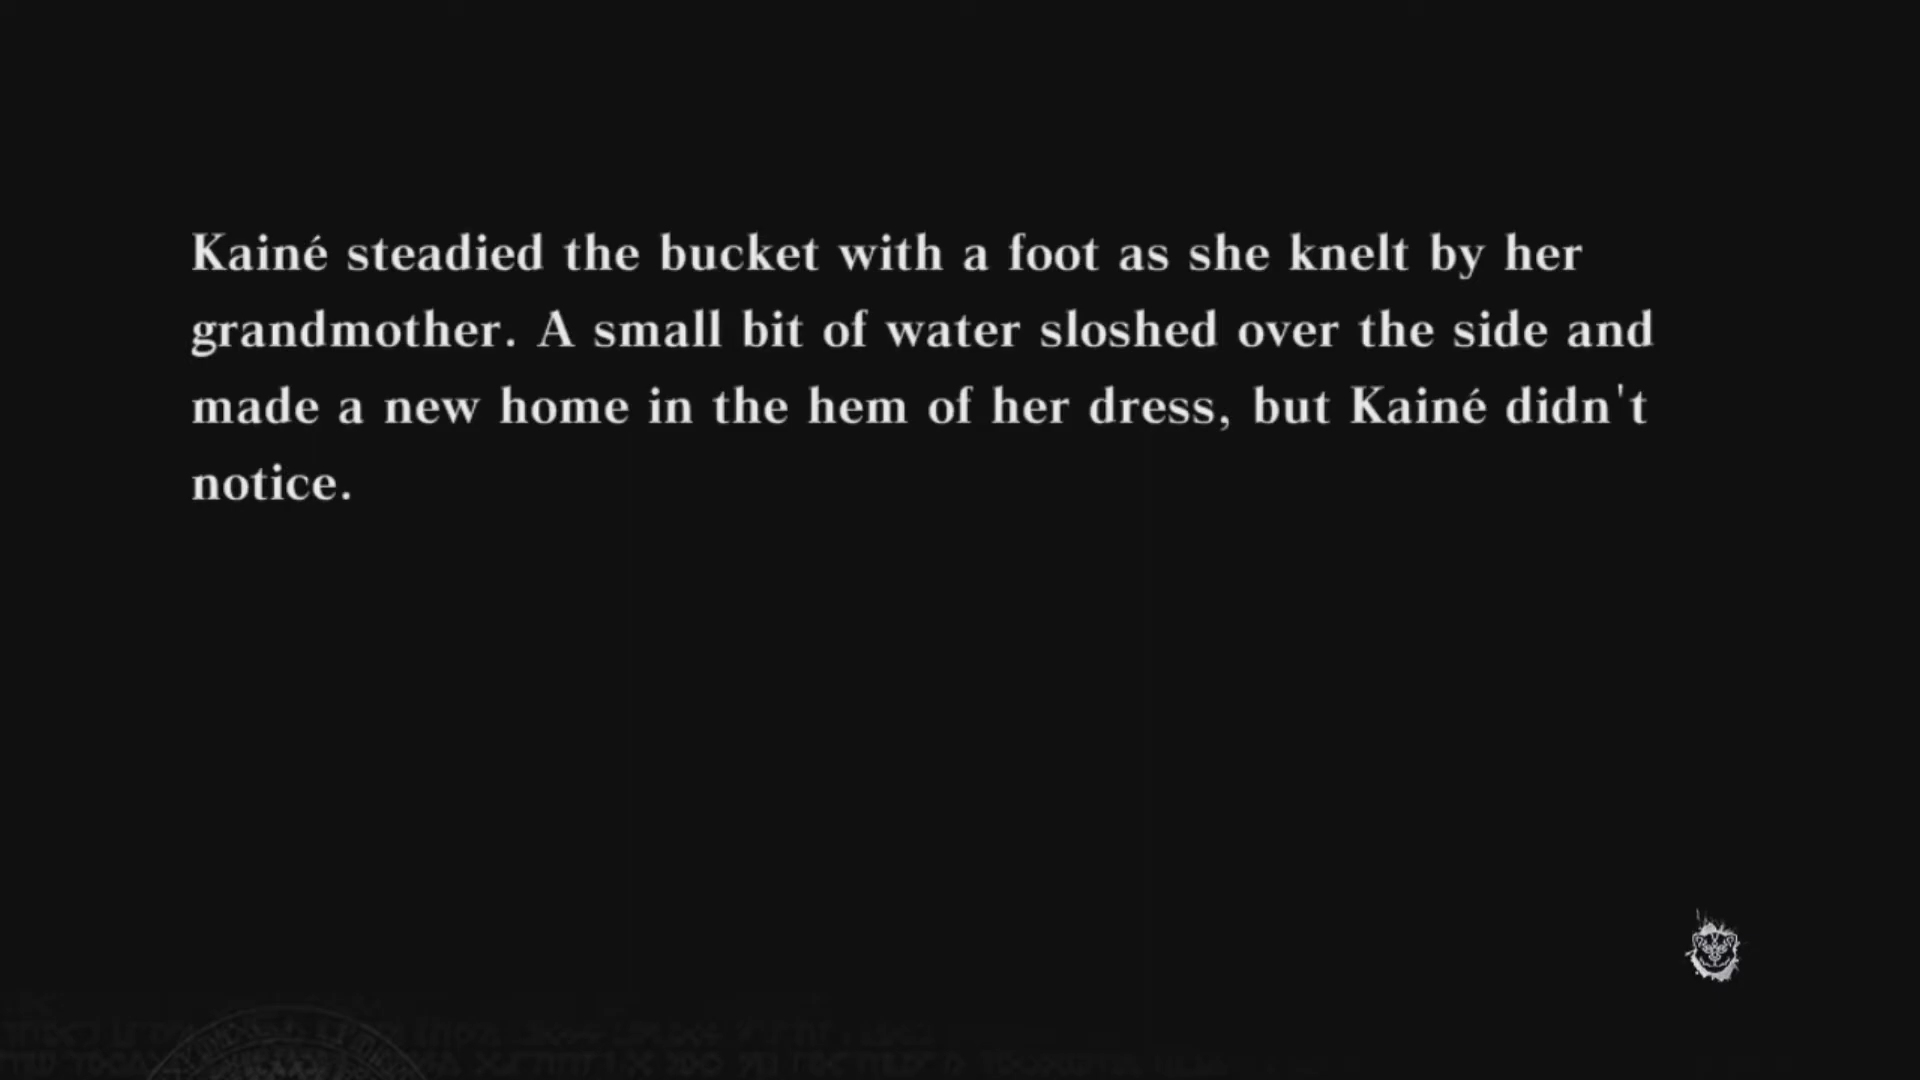 Kainé steadied the bucket with a foot as she knelt by her
grandmother. A small bit of water sloshed over the side and
made a new home in the hem of her dress, but Kainé didn't
notice.